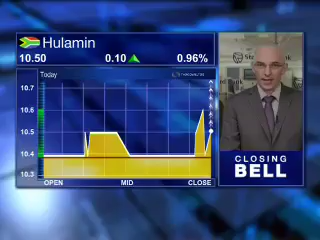 Hulamin
10.50 0.10 0.96%
Today
10.7
10.6
10.5
10.4
10.3
OPEN MID CLOSE
CLOSING
BELL